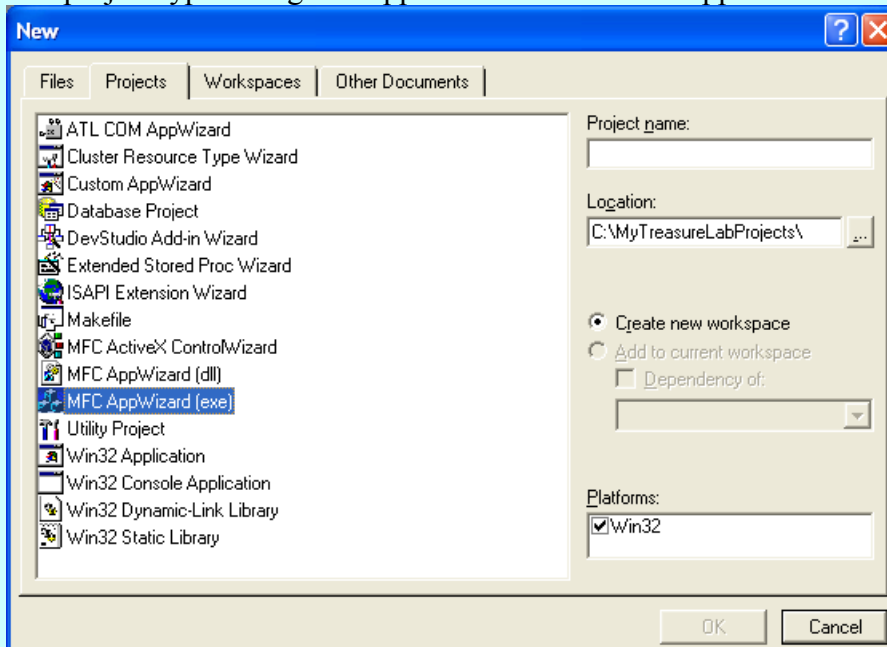 New
Files Projects Workspaces Other Documents
ATL COM AppWizard
Cluster Resource Type Wizard
Custom AppWizard
Database Project
DevStudio Add-in Wizard
Extended Stored Proc Wizard
ISAPI Extension Wizard
Makefile
MFC ActiveX ControlWizard
MFC AppWizard (dll)
MFC AppWizard (exe)
Utility Project
Win32 Application
Win32 Console Application
Win32 Dynamic-Link Library
Win32 Static Library
Project name:
Location:
C:\MyTreasureLabProjects\
...
Create new workspace
Add to current workspace
Dependency of:
Platforms:
Win32
OK Cancel